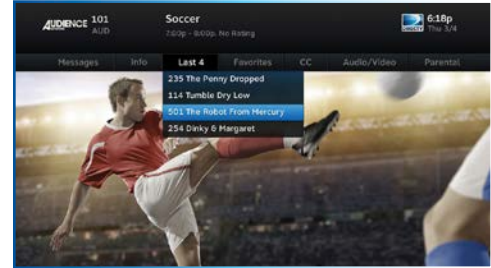 AUDIENCE 101
AUD
Soccer
7:00p - 8:00p, No Rating
DIRECTV
6:18p
Thu 3/4
Messages Info Last 4 Favorites CC Audio/Video Parental
235 The Penny Dropped
114 Tumble Dry Low
501 The Robot From Mercury
254 Dinky & Margaret